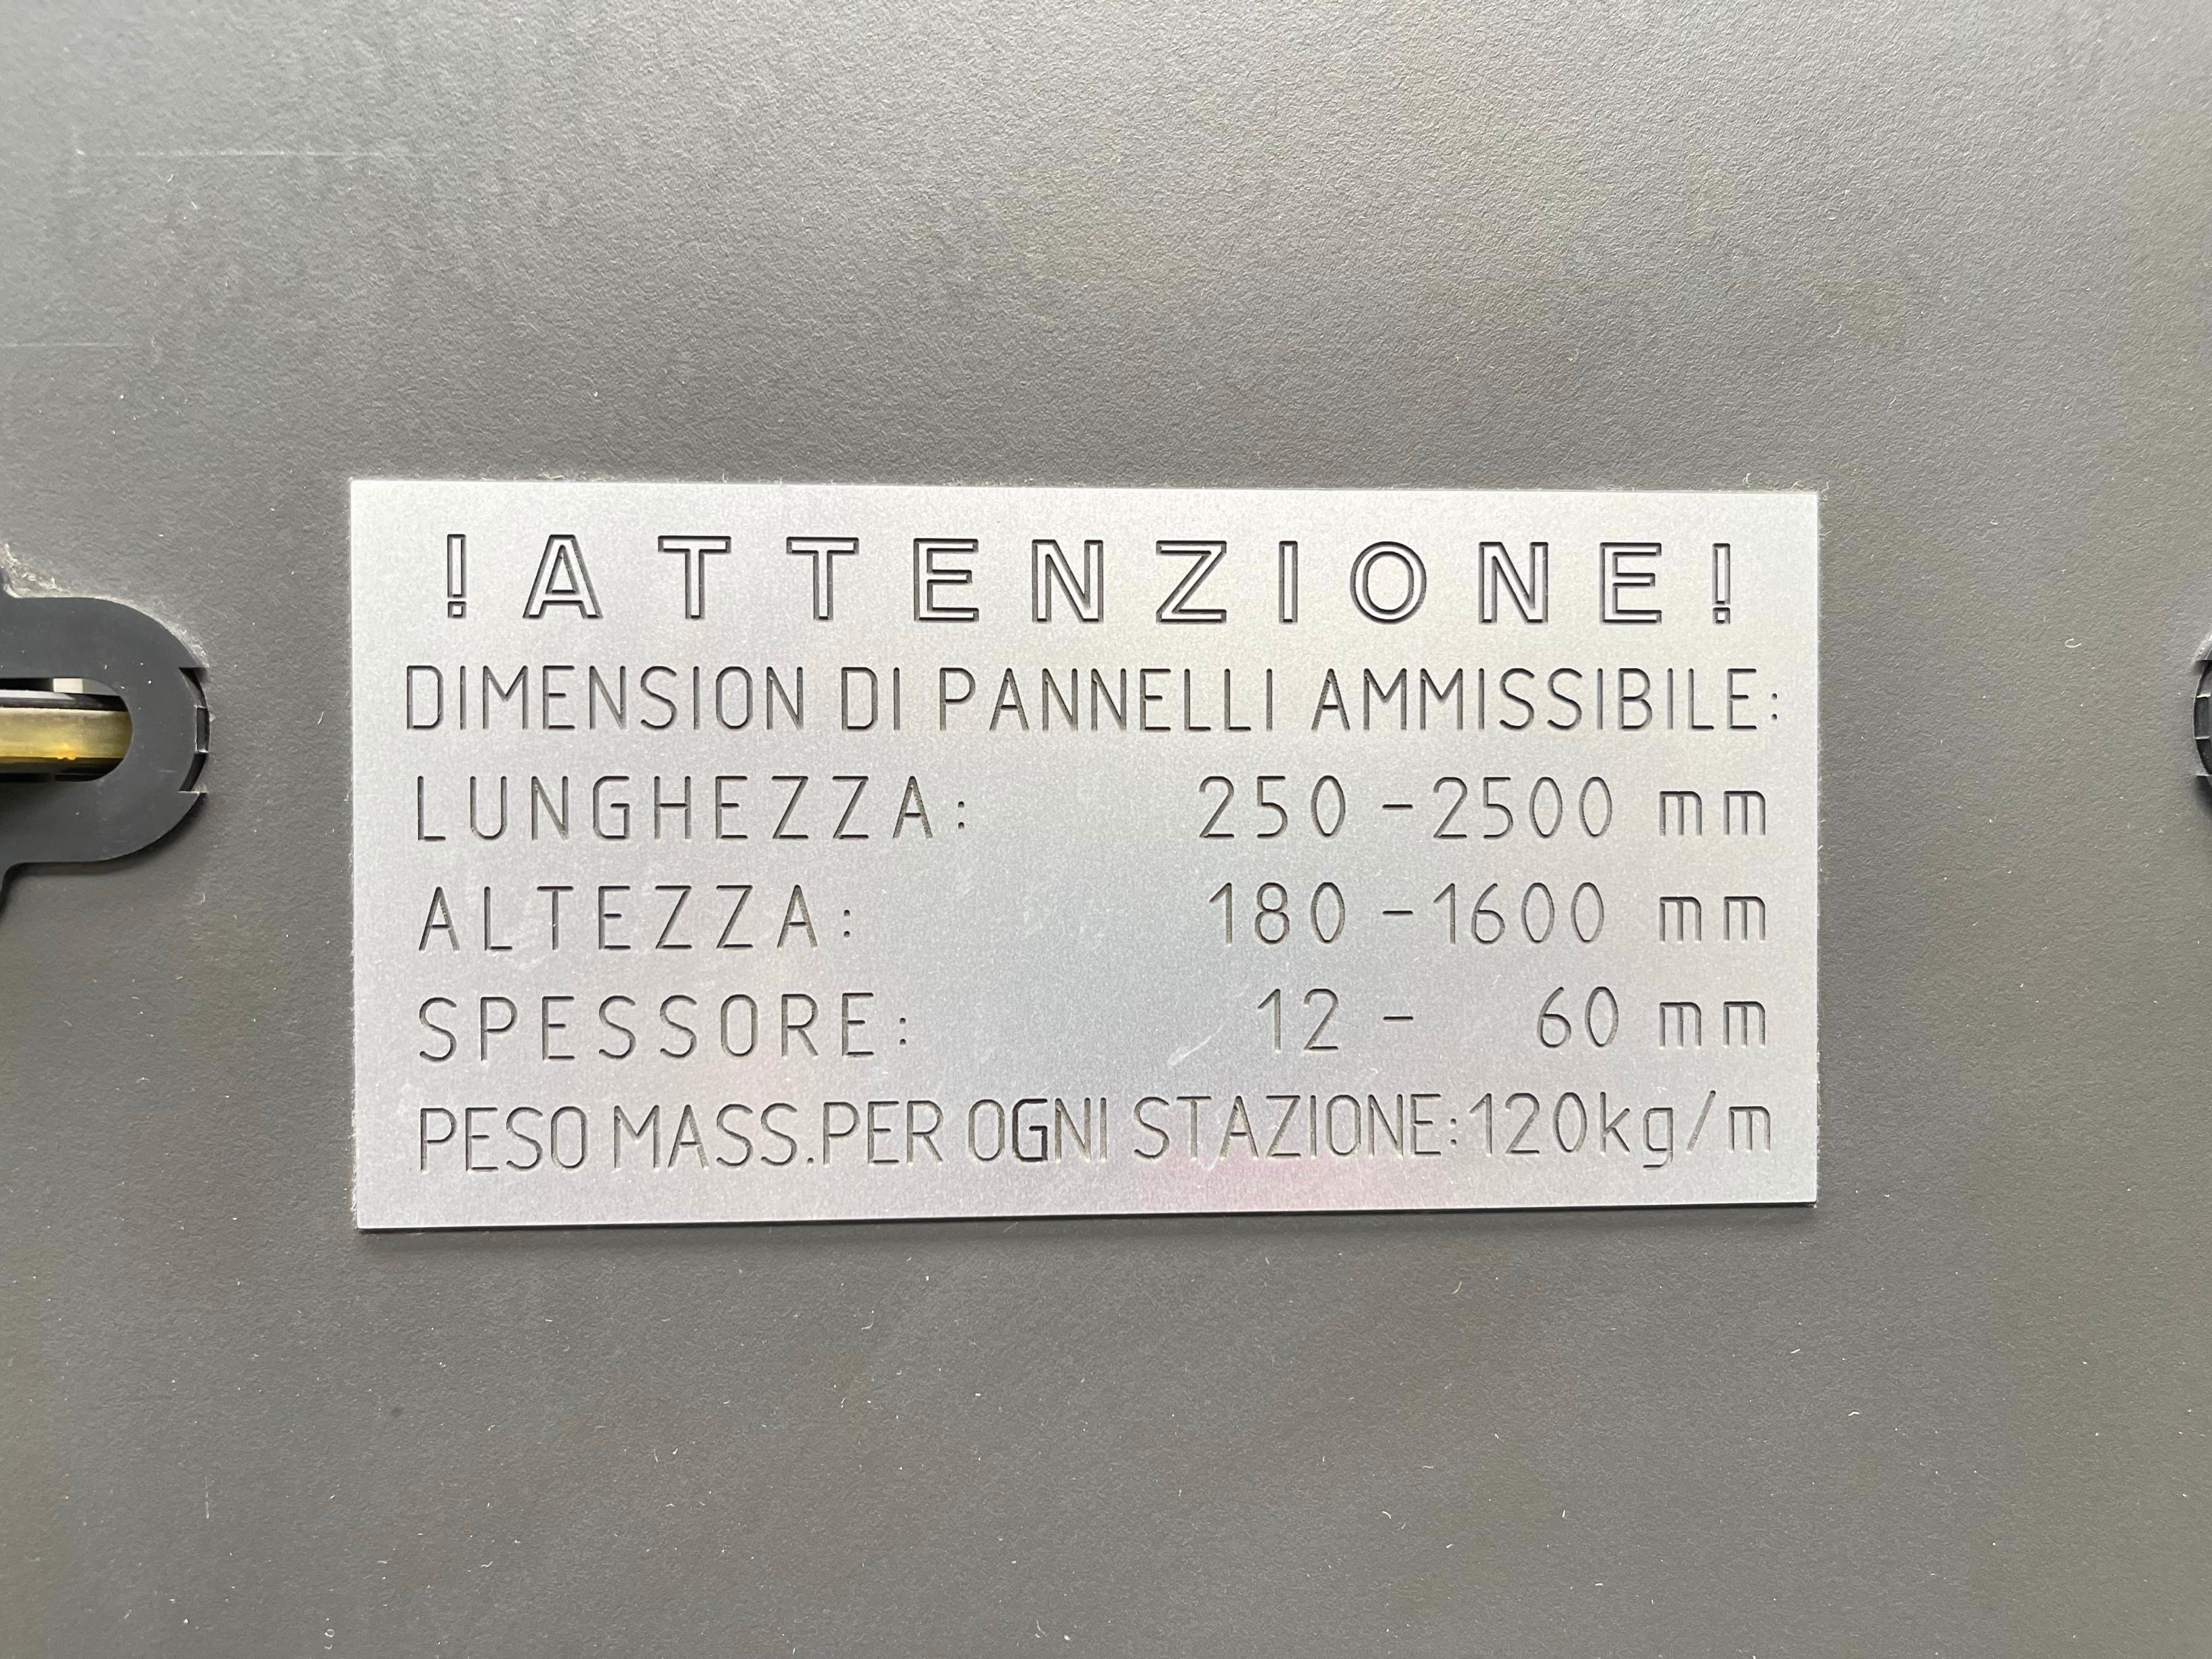 !ATTENZIONE!
DIMENSION DI PANNELLI AMMISSIBILE:
LUNGHEZZA: 250 -2500 mm
ALTEZZA: 180 -1600 mm
SPESSORE: 12 - 60 mm
PESO MASS.PER OGNI STAZIONE:120kg/m